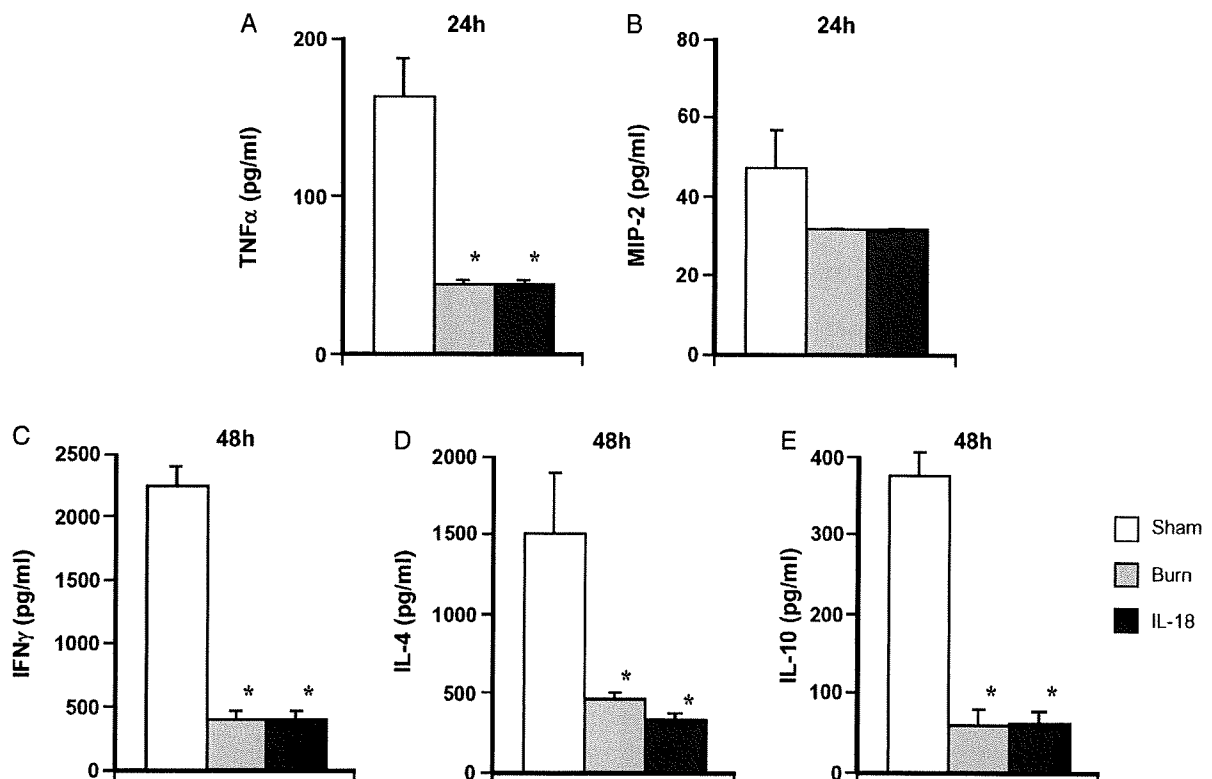 A
24h
TNFα (pg/ml)
200
100
0
*
*
B
24h
MIP-2 (pg/ml)
80
60
40
20
0
C
48h
IFNγ (pg/ml)
2500
2000
1500
1000
500
0
*
*
D
48h
IL-4 (pg/ml)
2000
1500
1000
500
0
*
*
E
48h
IL-10 (pg/ml)
400
300
200
100
0
*
*
Sham
Burn
IL-18